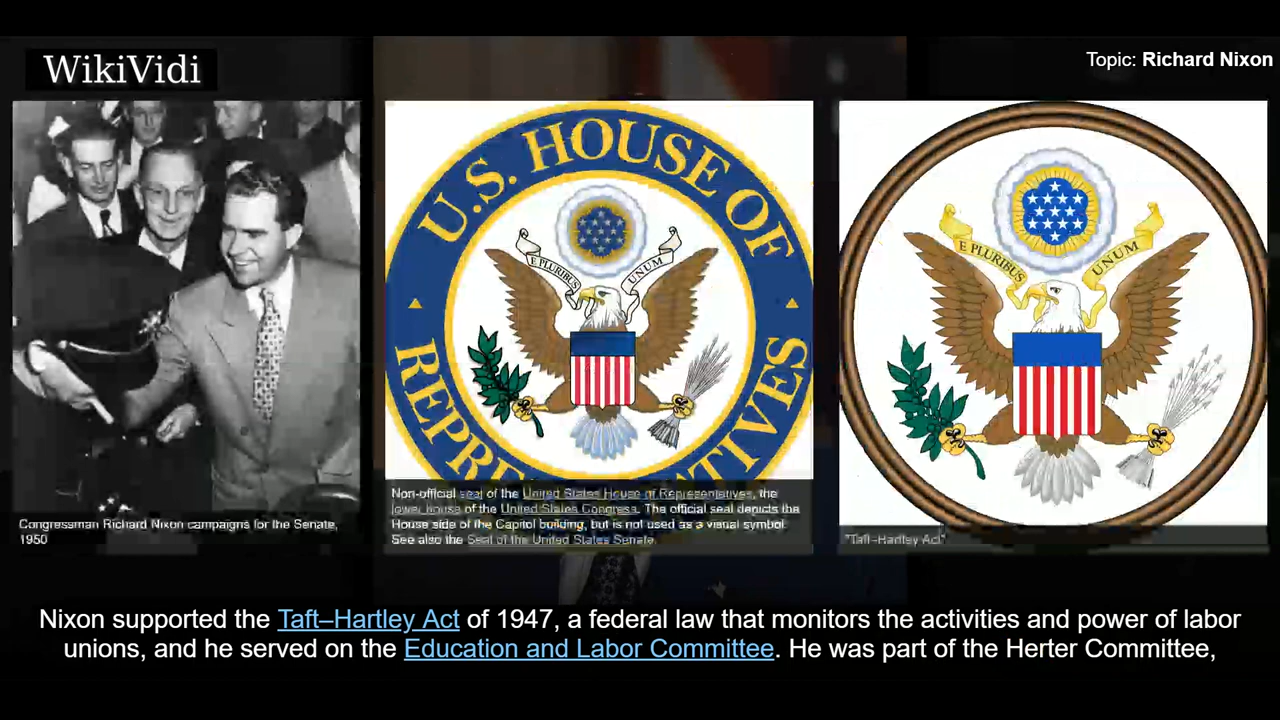 WikiVidi
Topic: Richard Nixon
U.S. HOUSE OF
E PLURIBUS
UNUM
E PLURIBUS
UNUM
Congressman Richard Nixon campaigns for the Senate,
1950
Non-official seal of the United States House of Representatives, the
lower house of the United States Congress. The official seal depicts the
House side of the Capitol building, but is not used as a visual symbol.
See also the Seal of the United States Senate.
"Taft–Hartley Act"
Nixon supported the Taft–Hartley Act of 1947, a federal law that monitors the activities and power of labor
unions, and he served on the Education and Labor Committee. He was part of the Herter Committee,